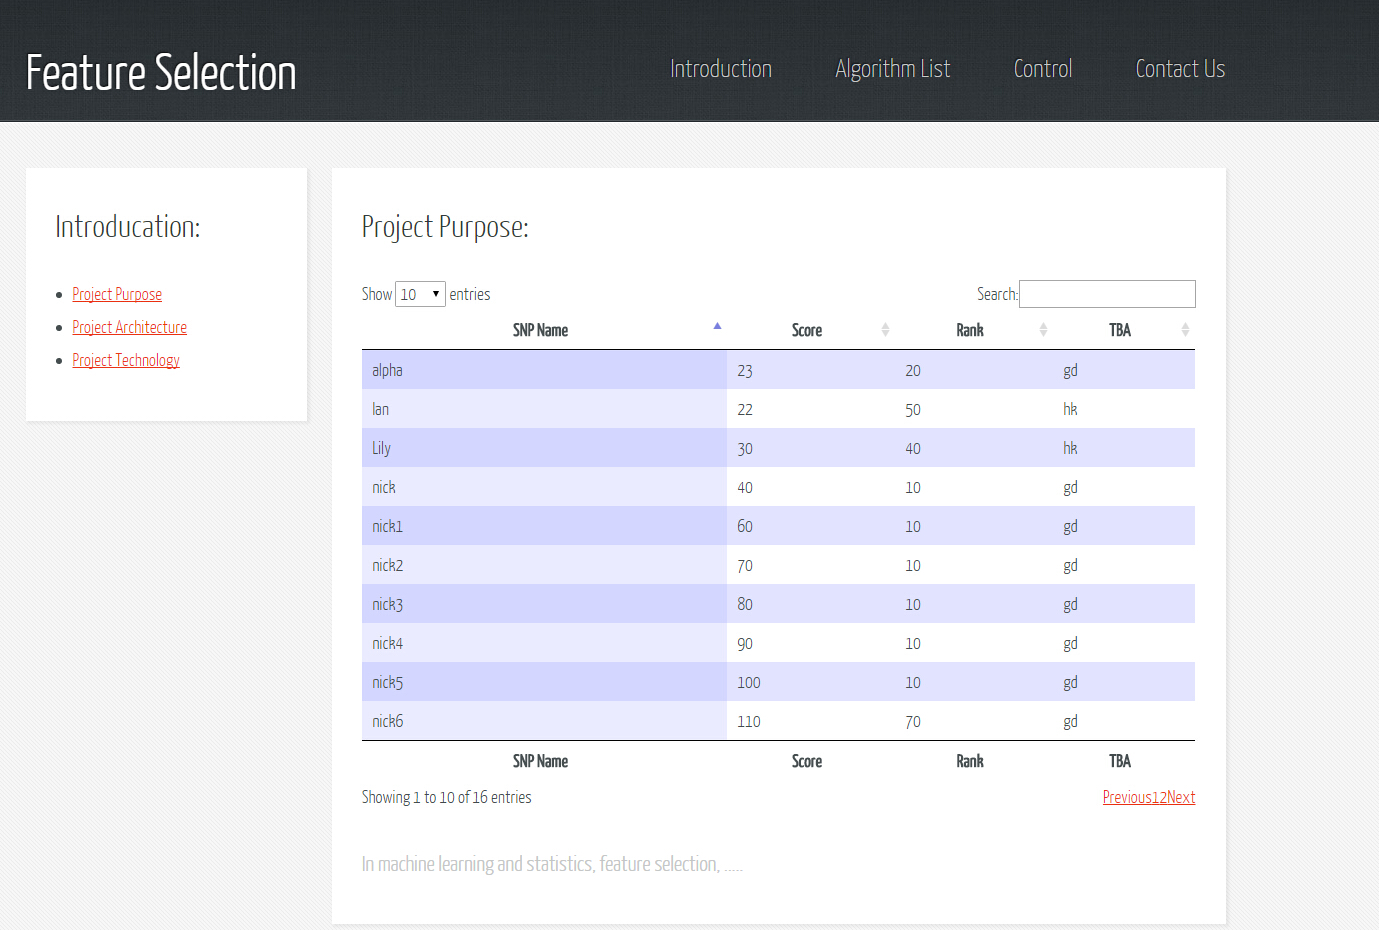 Feature Selection
Introduction Algorithm List Control Contact Us
Introducation:
Project Purpose
Project Architecture
Project Technology
Project Purpose:
Show 10 entries Search:
SNP Name Score Rank TBA
alpha 23 20 gd
lan 22 50 hk
Lily 30 40 hk
nick 40 10 gd
nick1 60 10 gd
nick2 70 10 gd
nick3 80 10 gd
nick4 90 10 gd
nick5 100 10 gd
nick6 110 70 gd
SNP Name Score Rank TBA
Showing 1 to 10 of 16 entries Previous12Next
In machine learning and statistics, feature selection, .....